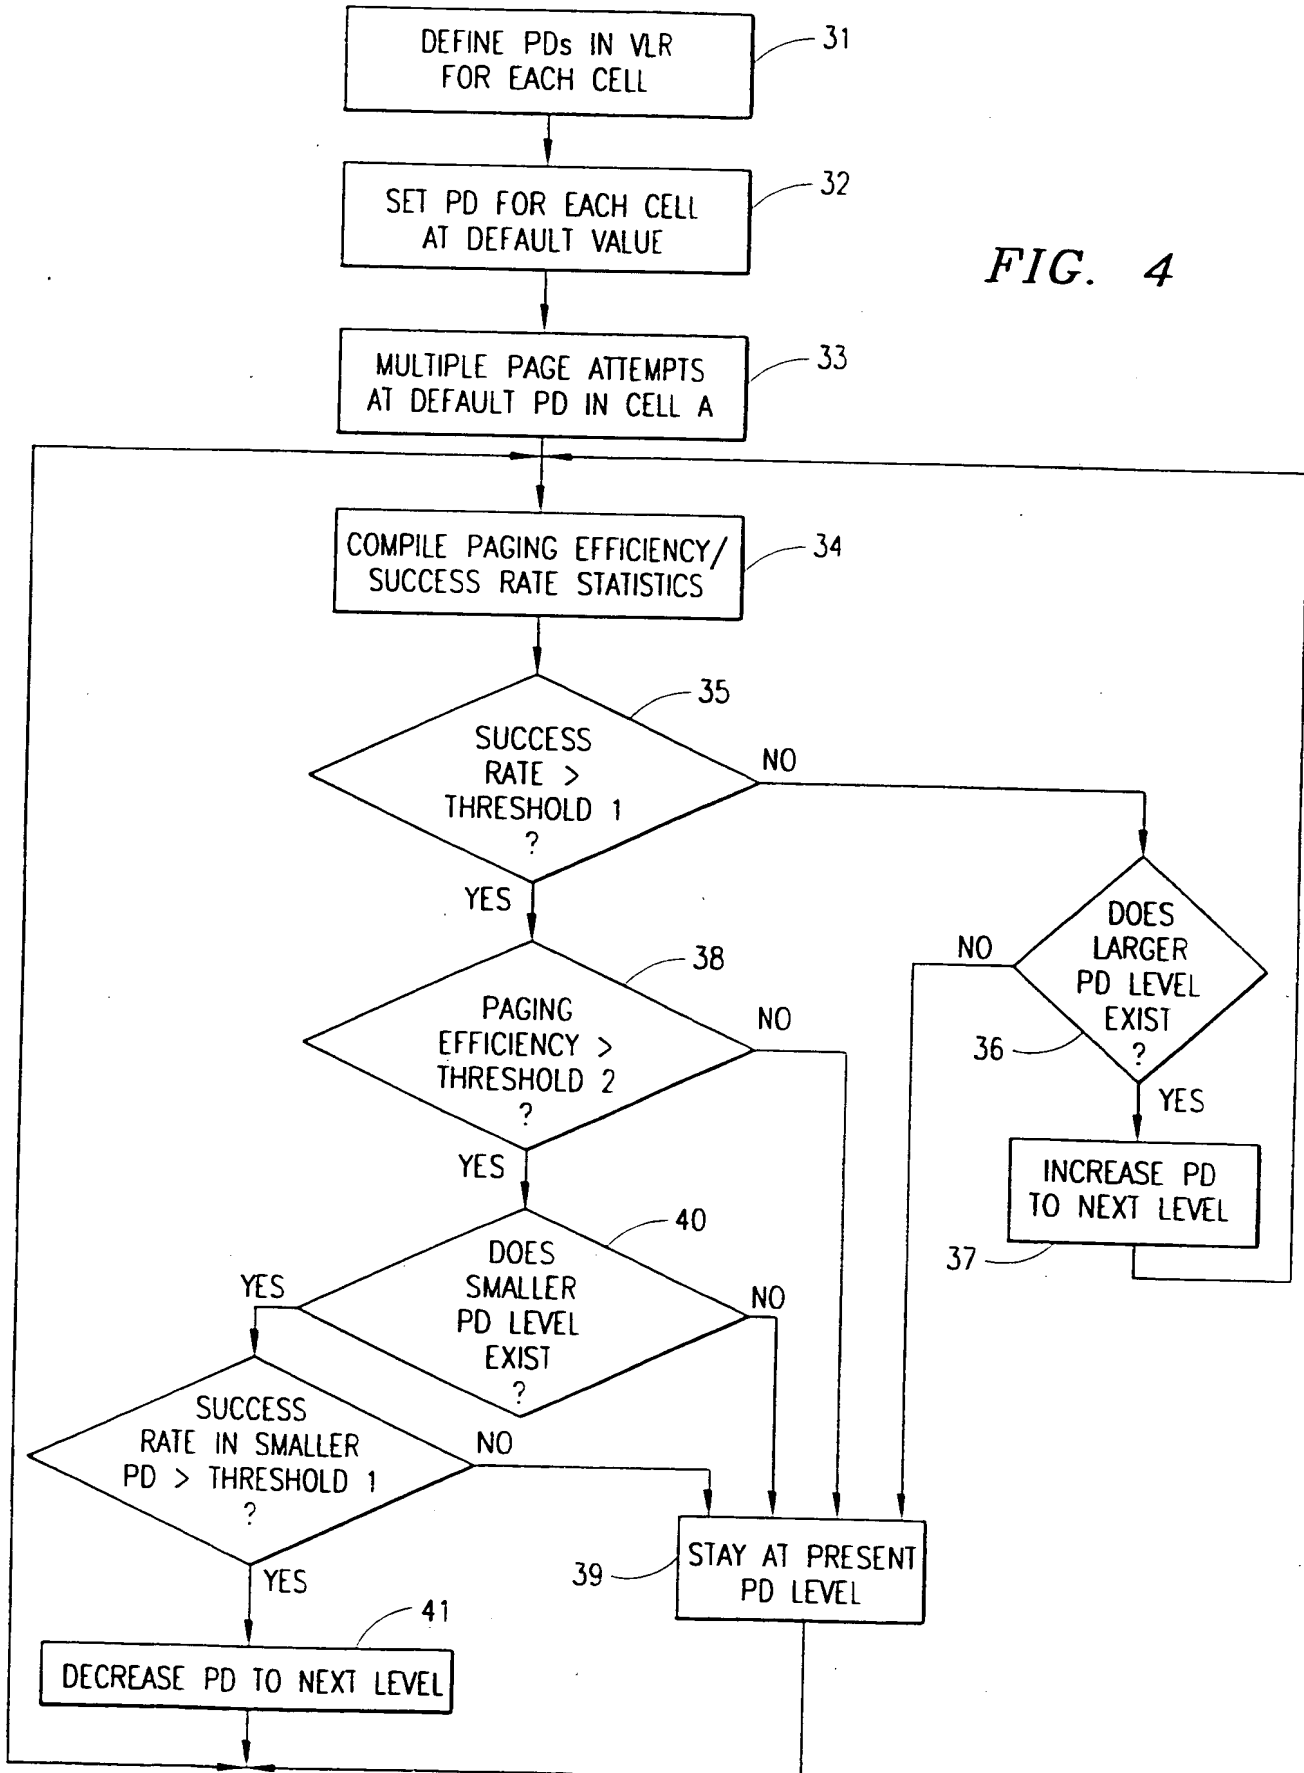 DEFINE PDs IN VLR
FOR EACH CELL
31
SET PD FOR EACH CELL
AT DEFAULT VALUE
32
FIG. 4
MULTIPLE PAGE ATTEMPTS
AT DEFAULT PD IN CELL A
33
COMPILE PAGING EFFICIENCY/
SUCCESS RATE STATISTICS
34
35
SUCCESS
RATE >
THRESHOLD 1
?
NO
YES
DOES
LARGER
PD LEVEL
EXIST
?
NO
36
YES
38
PAGING
EFFICIENCY >
THRESHOLD 2
?
NO
YES
INCREASE PD
TO NEXT LEVEL
37
40
DOES
SMALLER
PD LEVEL
EXIST
?
YES
NO
SUCCESS
RATE IN SMALLER
PD > THRESHOLD 1
?
NO
YES
39
STAY AT PRESENT
PD LEVEL
41
DECREASE PD TO NEXT LEVEL